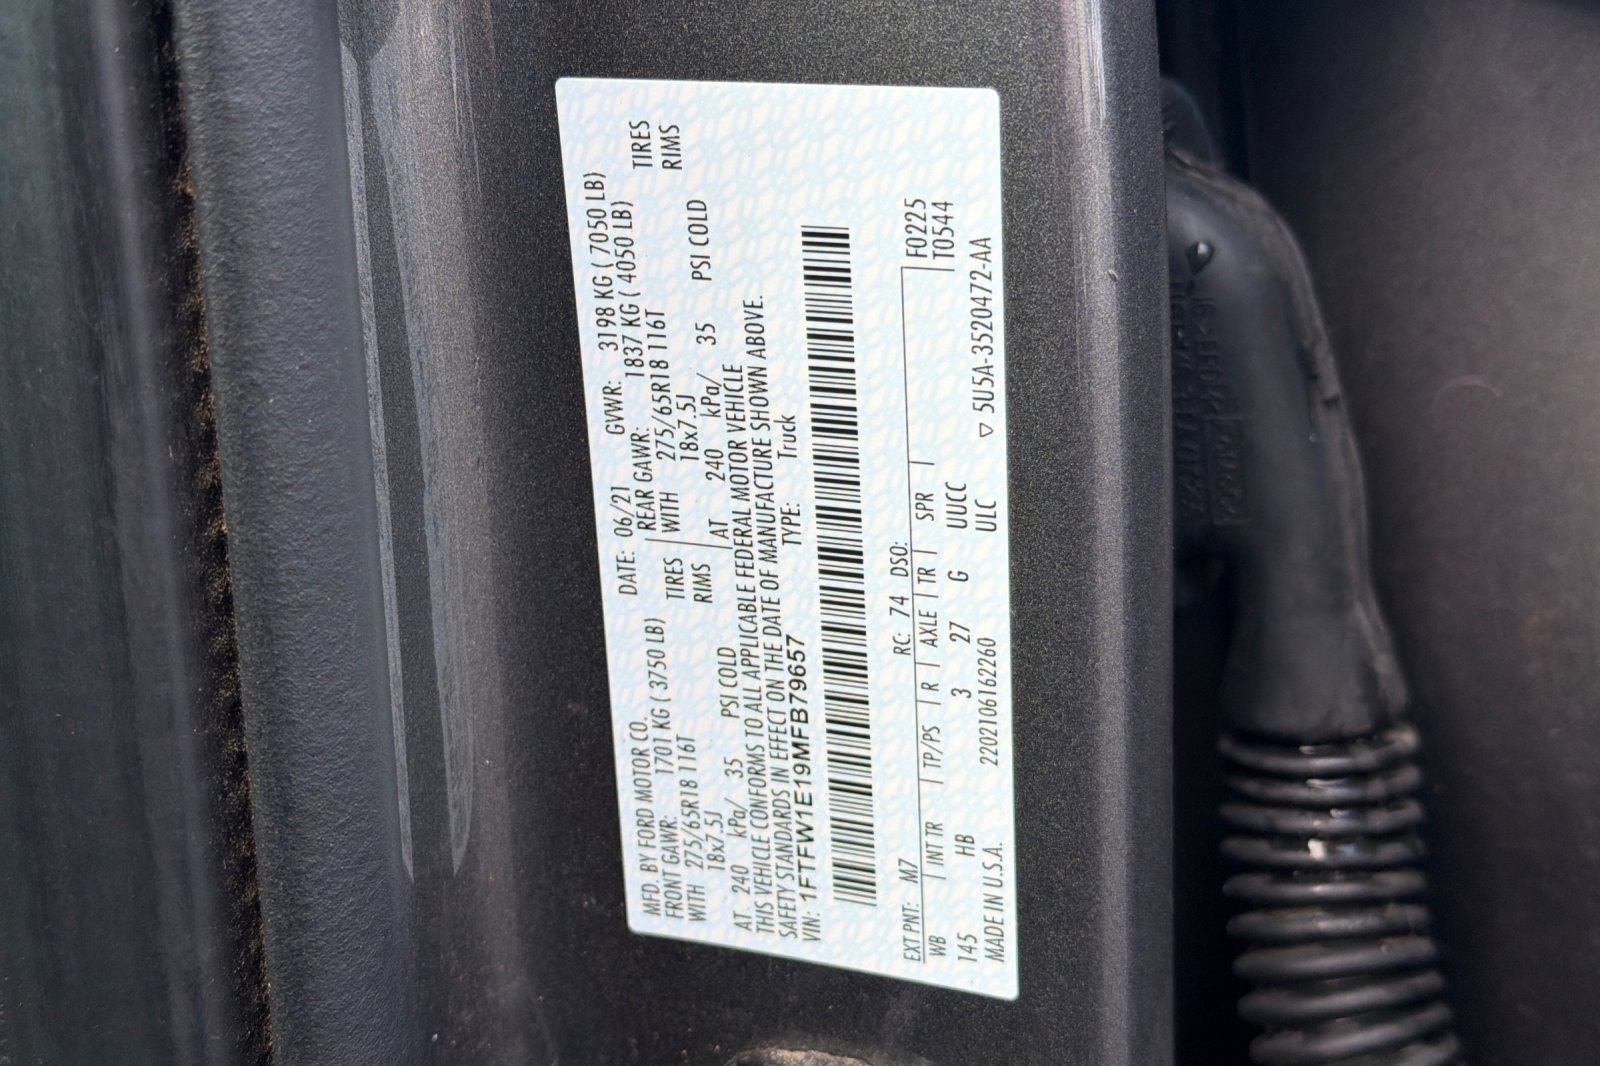 MFD. BY FORD MOTOR CO. DATE: 06/21 GVWR: 3198 KG ( 7050 LB)
FRONT GAWR: 1701 KG ( 3750 LB) REAR GAWR: 1837 KG ( 4050 LB)
WITH 275/65R18 116T TIRES WITH 275/65R18 116T TIRES
18x7.5J RIMS 18x7.5J RIMS
AT 240 kPa/ 35 PSI COLD AT 240 kPa/ 35 PSI COLD
THIS VEHICLE CONFORMS TO ALL APPLICABLE FEDERAL MOTOR VEHICLE
SAFETY STANDARDS IN EFFECT ON THE DATE OF MANUFACTURE SHOWN ABOVE.
VIN: 1FTFW1E19MFB79657 TYPE: Truck
F0225
EXT PNT: M7 RC: 74 DSO: T0544
WB INT TR TP/PS R AXLE TR SPR
145 HB 3 27 G UUCC
MADE IN U.S.A. 220210616226​0 ULC ▽ 5U5A-3520472-AA